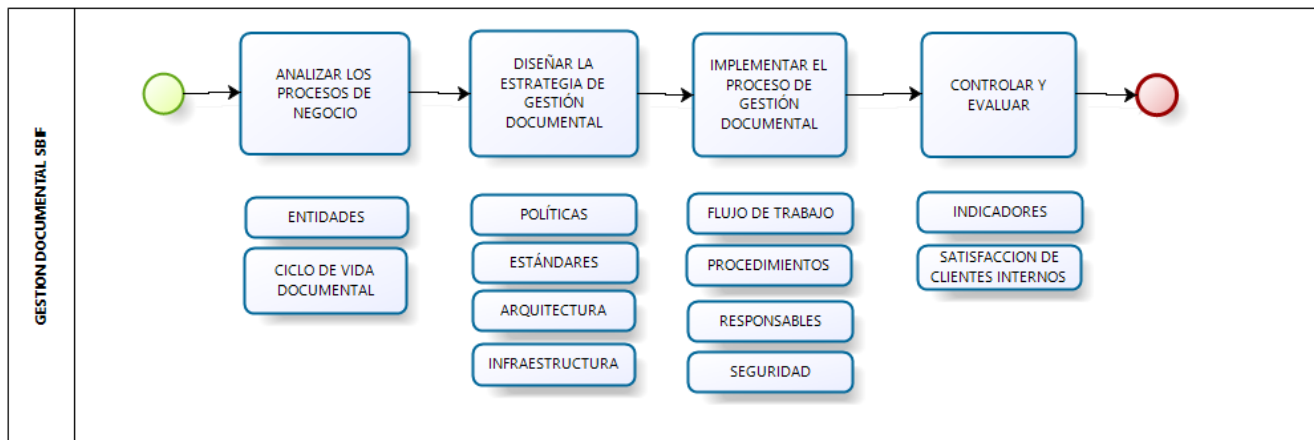 GESTION DOCUMENTAL SBIF
ANALIZAR LOS
PROCESOS DE
NEGOCIO
DISEÑAR LA
ESTRATEGIA DE
GESTIÓN
DOCUMENTAL
IMPLEMENTAR EL
PROCESO DE
GESTIÓN
DOCUMENTAL
CONTROLAR Y
EVALUAR
ENTIDADES
CICLO DE VIDA
DOCUMENTAL
POLÍTICAS
ESTÁNDARES
ARQUITECTURA
INFRAESTRUCTURA
FLUJO DE TRABAJO
PROCEDIMIENTOS
RESPONSABLES
SEGURIDAD
INDICADORES
SATISFACCION DE
CLIENTES INTERNOS